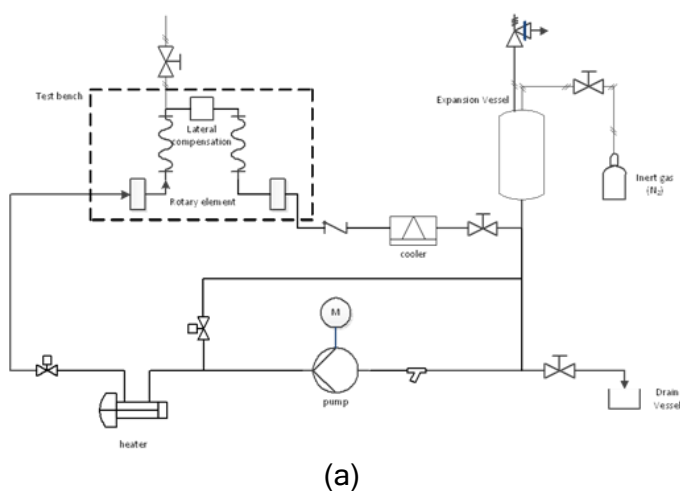 Test bench
Lateral
compensation
Rotary element
Expansion Vessel
Inert gas
(N₂)
cooler
M
pump
heater
Drain
Vessel
(a)